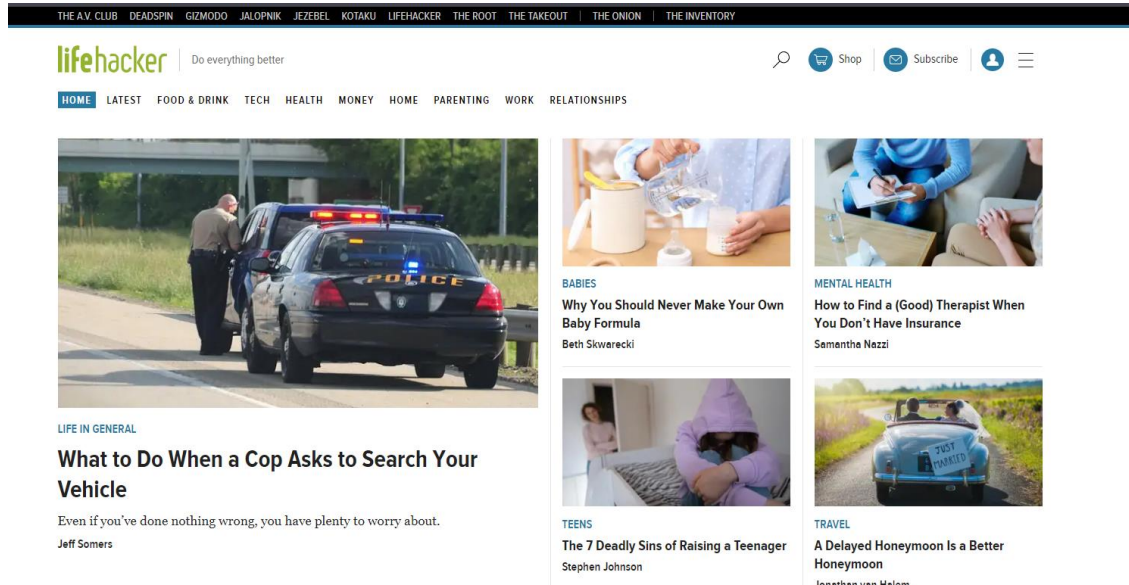 THE A.V. CLUB DEADSPIN GIZMODO JALOPNIK JEZEBEL KOTAKU LIFEHACKER THE ROOT THE TAKEOUT | THE ONION | THE INVENTORY
lifehacker | Do everything better
Shop
Subscribe
HOME LATEST FOOD & DRINK TECH HEALTH MONEY HOME PARENTING WORK RELATIONSHIPS
POLICE
LIFE IN GENERAL
What to Do When a Cop Asks to Search Your
Vehicle
Even if you've done nothing wrong, you have plenty to worry about.
Jeff Somers
BABIES
Why You Should Never Make Your Own
Baby Formula
Beth Skwarecki
MENTAL HEALTH
How to Find a (Good) Therapist When
You Don't Have Insurance
Samantha Nazzi
TEENS
The 7 Deadly Sins of Raising a Teenager
Stephen Johnson
JUST
MARRIED
TRAVEL
A Delayed Honeymoon Is a Better
Honeymoon
Jonathan van Halem